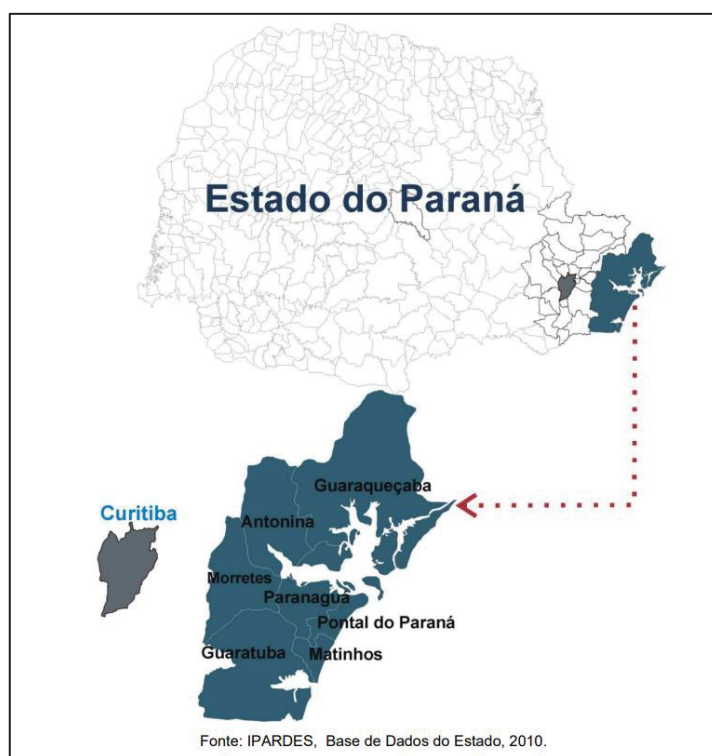 Estado do Paraná
Guaraqueçaba
Curitiba
Antonina
Morretes
Paranaguá
Pontal do Paraná
Guaratuba
Matinhos
Fonte: IPARDES, Base de Dados do Estado, 2010.